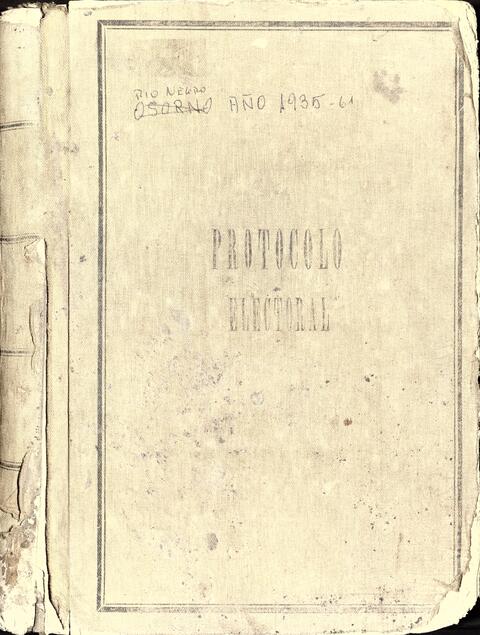 RIO NEGRO
OSORNO AÑO 1935-61
PROTOCOLO
ELECTORAL